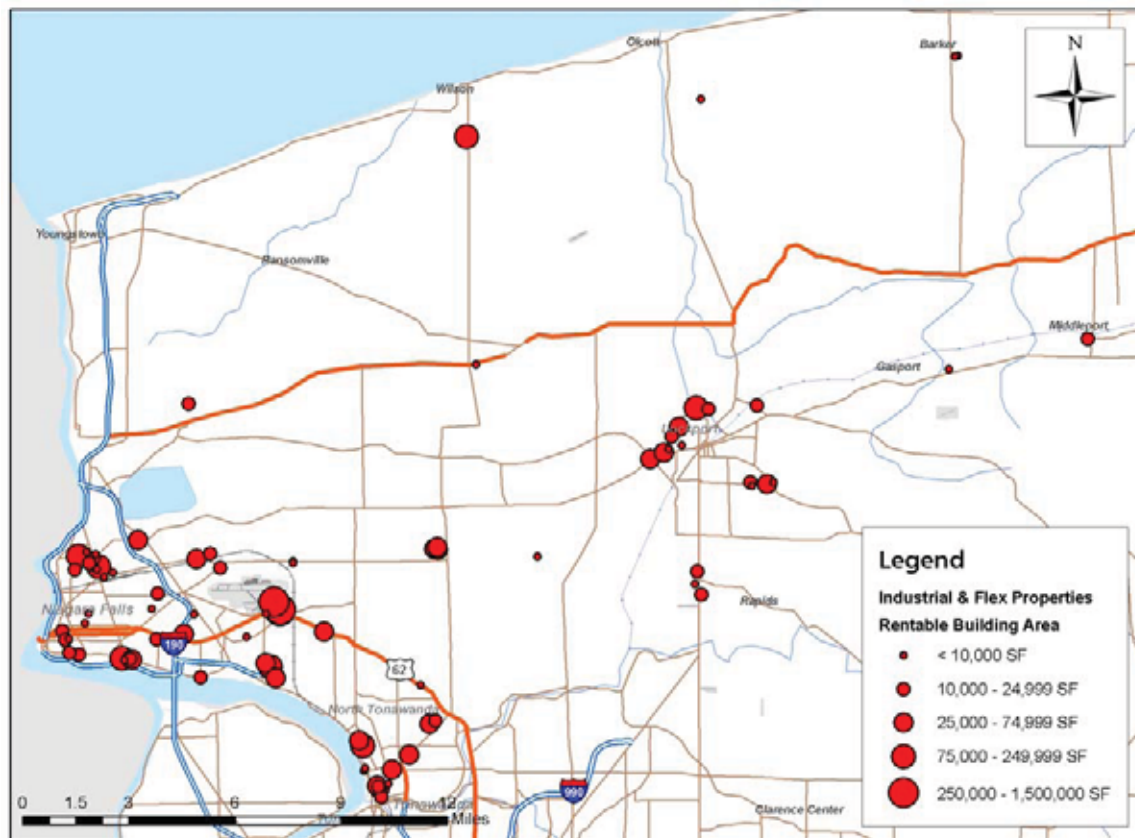 Olcott
Barker
N
Wilson
Youngstown
Ransomville
Middleport
Gasport
Lockport
Legend
Industrial & Flex Properties
Rentable Building Area
< 10,000 SF
10,000 - 24,999 SF
25,000 - 74,999 SF
75,000 - 249,999 SF
250,000 - 1,500,000 SF
Rapids
Niagara Falls
190
62
North Tonawanda
990
Tonawanda
Clarence Center
0 1.5 3 6 9 12
Miles